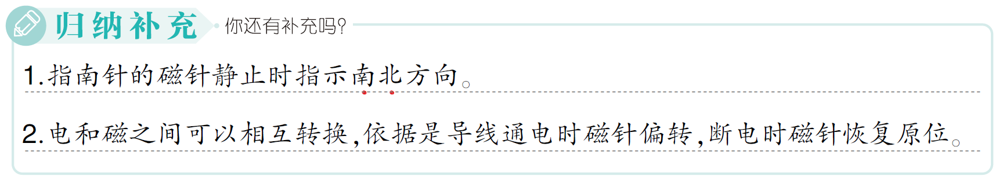 归纳补充 你还有补充吗？
1.指南针的磁针静止时指示南北方向。
2.电和磁之间可以相互转换,依据是导线通电时磁针偏转,断电时磁针恢复原位。